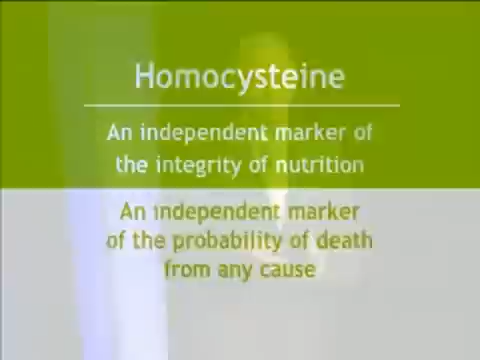 Homocysteine
An independent marker of
the integrity of nutrition
An independent marker
of the probability of death
from any cause